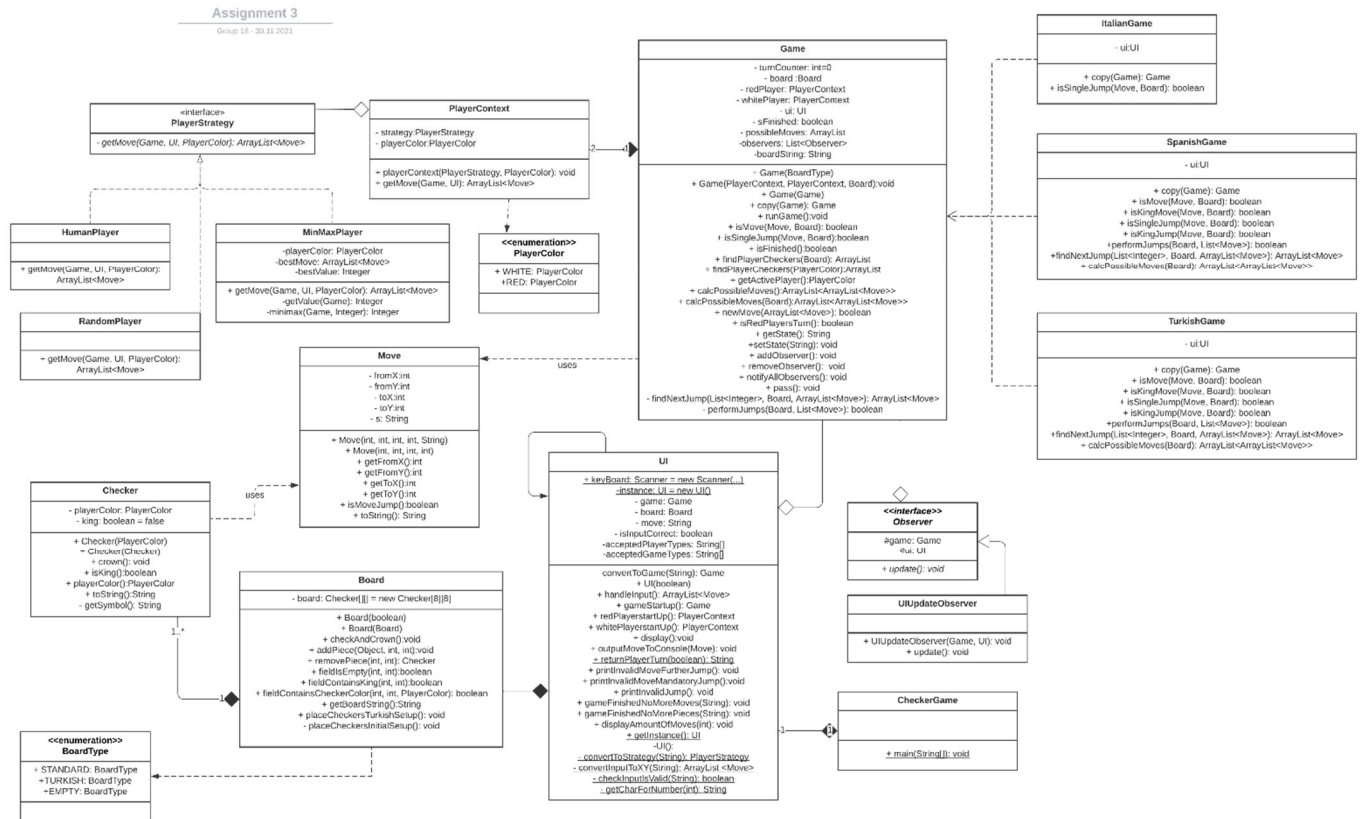 Assignment 3
Group 18 - 30.11.2021
«interface»
PlayerStrategy
- getMove(Game, UI, PlayerColor): ArrayList<Move>
PlayerContext
- strategy:PlayerStrategy
- playerColor:PlayerColor
+ playerContext(PlayerStrategy, PlayerColor): void
+ getMove(Game, UI): ArrayList<Move>
2
1
HumanPlayer
+ getMove(Game, UI, PlayerColor):
ArrayList<Move>
MinMaxPlayer
-playerColor: PlayerColor
-bestMove: ArrayList<Move>
-bestValue: Integer
+ getMove(Game, UI, PlayerColor): ArrayList<Move>
-getValue(Game): Integer
-minimax(Game, Integer): Integer
RandomPlayer
+ getMove(Game, UI, PlayerColor):
ArrayList<Move>
<<enumeration>>
PlayerColor
+ WHITE: PlayerColor
+RED: PlayerColor
Game
- turnCounter: int=0
- board :Board
- redPlayer: PlayerContext
- whitePlayer: PlayerContext
- ui: UI
- sFinished: boolean
- possibleMoves: ArrayList
-observers: List<Observer>
-boardString: String
- Game(BoardType)
+ Game(PlayerContext, PlayerContext, Board):void
+ Game(Game)
+ copy(Game): Game
+ runGame():void
+ isMove(Move, Board): boolean
+ isSingleJump(Move, Board):boolean
+ isFinished():boolean
+ findPlayerCheckers(Board): ArrayList
+ findPlayerCheckers(PlayerColor):ArrayList
+ getActivePlayer():PlayerColor
+ calcPossibleMoves():ArrayList<ArrayList<Move>>
+ calcPossibleMoves(Board):ArrayList<ArrayList<Move>>
+ newMove(ArrayList<Move>): boolean
+ isRedPlayersTurn(): boolean
+ getState(): String
+setState(String): void
+ addObserver(): void
+ removeObserver(): void
+ notifyAllObservers(): void
+ pass(): void
- findNextJump(List<Integer>, Board, ArrayList<Move>): ArrayList<Move>
- performJumps(Board, List<Move>): boolean
ItalianGame
- ui:UI
+ copy(Game): Game
+ isSingleJump(Move, Board): boolean
SpanishGame
- ui:UI
+ copy(Game): Game
+ isMove(Move, Board): boolean
+ isKingMove(Move, Board): boolean
+ isSingleJump(Move, Board): boolean
+ isKingJump(Move, Board): boolean
+performJumps(Board, List<Move>): boolean
+findNextJump(List<Integer>, Board, ArrayList<Move>): ArrayList<Move>
+ calcPossibleMoves(Board): ArrayList<ArrayList<Move>>
TurkishGame
- ui:UI
+ copy(Game): Game
+ isMove(Move, Board): boolean
+ isKingMove(Move, Board): boolean
+ isSingleJump(Move, Board): boolean
+ isKingJump(Move, Board): boolean
+performJumps(Board, List<Move>): boolean
+findNextJump(List<Integer>, Board, ArrayList<Move>): ArrayList<Move>
+ calcPossibleMoves(Board): ArrayList<ArrayList<Move>>
Move
- fromX:int
- fromY:int
- toX:int
- toY:int
- s: String
+ Move(int, int, int, int, String)
+ Move(int, int, int, int)
+ getFromX():int
+ getFromY():int
+ getToX():int
+ getToY():int
+ isMoveJump():boolean
+ toString(): String
uses
uses
Checker
- playerColor: PlayerColor
- king: boolean = false
+ Checker(PlayerColor)
+ Checker(Checker)
+ crown(): void
+ isKing():boolean
+ playerColor():PlayerColor
+ toString():String
- getSymbol(): String
1..*
1
Board
- board: Checker[][] = new Checker[8][8]
+ Board(boolean)
+ Board(Board)
+ checkAndCrown():void
+ addPiece(Object, int, int):void
+ removePiece(int, int): Checker
+ fieldIsEmpty(int, int):boolean
+ fieldContainsKing(int, int):boolean
+ fieldContainsCheckerColor(int, int, PlayerColor): boolean
+ getBoardString():String
+ placeCheckersTurkishSetup(): void
- placeCheckersInitialSetup(): void
<<enumeration>>
BoardType
+ STANDARD: BoardType
+TURKISH: BoardType
+EMPTY: BoardType
UI
+ keyBoard: Scanner = new Scanner(...)
-instance: UI = new UI()
- game: Game
- board: Board
- move: String
- isInputCorrect: boolean
-acceptedPlayerTypes: String[]
-acceptedGameTypes: String[]
convertToGame(String): Game
+ UI(boolean)
+ handleInput(): ArrayList<Move>
+ gameStartup(): Game
+ redPlayerstartUp(): PlayerContext
+ whitePlayerstartUp(): PlayerContext
+ display():void
+ outputMoveToConsole(Move): void
+ returnPlayerTurn(boolean): String
+ printInvalidMoveFurtherJump(): void
+ printInvalidMoveMandatoryJump(): void
+ printInvalidJump(): void
+ gameFinishedNoMoreMoves(String): void
+ gameFinishedNoMorePieces(String): void
+ displayAmountOfMoves(int): void
+ getInstance(): UI
-UI():
- convertToStrategy(String): PlayerStrategy
- convertInputToXY(String): ArrayList <Move>
- checkInputIsValid(String): boolean
- getCharForNumber(int): String
<<interface>>
Observer
#game: Game
#ui: UI
+ update(): void
UIUpdateObserver
+ UIUpdateObserver(Game, UI): void
+ update(): void
1
1
CheckerGame
+ main(String[]): void